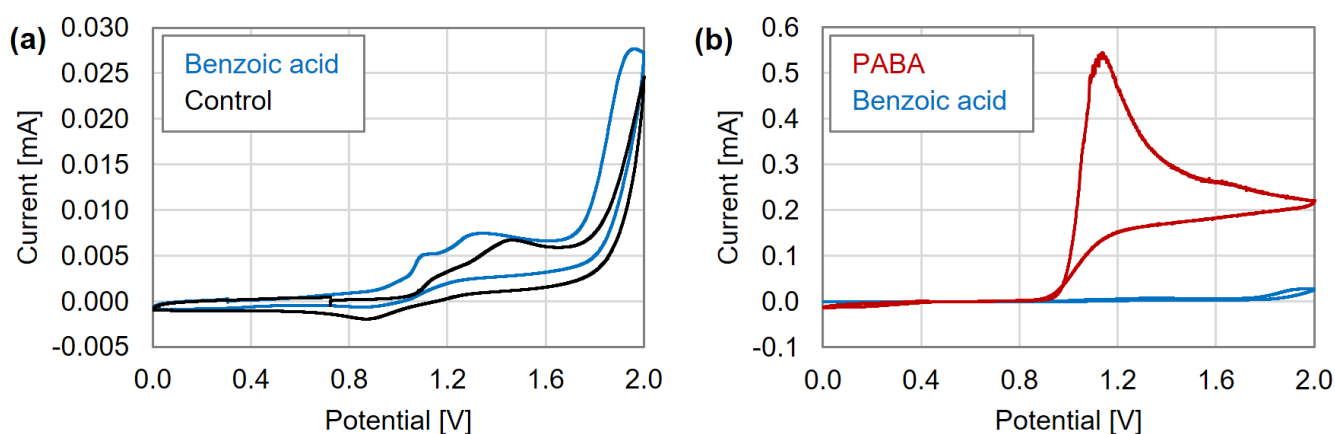 (a)
Benzoic acid
Control
Current [mA]
0.030
0.025
0.020
0.015
0.010
0.005
0.000
-0.005
0.0 0.4 0.8 1.2 1.6 2.0
Potential [V]
(b)
PABA
Benzoic acid
Current [mA]
0.6
0.5
0.4
0.3
0.2
0.1
0.0
-0.1
0.0 0.4 0.8 1.2 1.6 2.0
Potential [V]